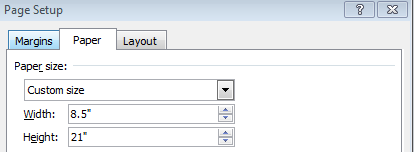 Page Setup
Margins Paper Layout
Paper size:
Custom size
Width: 8.5"
Height: 21"